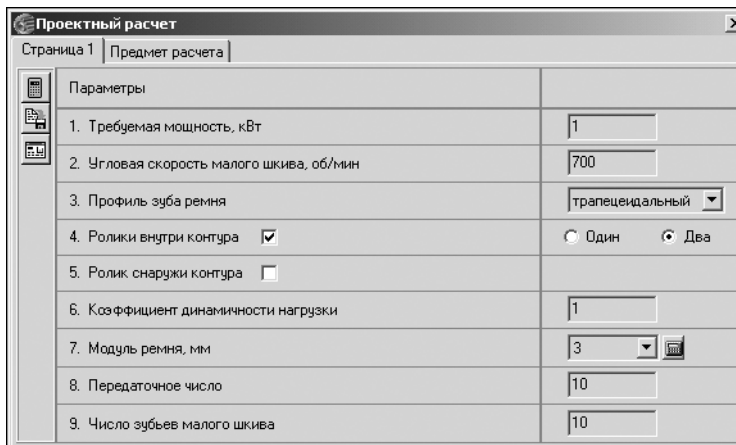 Проектный расчет
Страница 1 Предмет расчета
Параметры
1. Требуемая мощность, кВт 1
2. Угловая скорость малого шкива, об/мин 700
3. Профиль зуба ремня трапецеидальный
4. Ролики внутри контура Один Два
5. Ролик снаружи контура
6. Коэффициент динамичности нагрузки 1
7. Модуль ремня, мм 3
8. Передаточное число 10
9. Число зубьев малого шкива 10